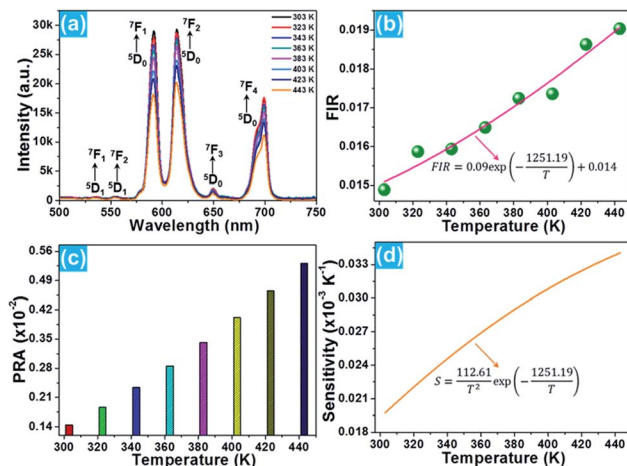 (a)
30k
25k
20k
15k
10k
5k
0
Intensity (a.u.)
⁷F₁
⁵D₀
⁷F₂
⁵D₀
303 K
323 K
343 K
363 K
383 K
403 K
423 K
443 K
⁷F₄
⁵D₀
⁷F₁
⁵D₁
⁷F₂
⁵D₁
⁷F₃
⁵D₀
500 550 600 650 700 750
Wavelength (nm)
(b)
0.019
0.018
0.017
0.016
0.015
FIR
FIR = 0.09exp(−1251.19/T) + 0.014
300 320 340 360 380 400 420 440
Temperature (K)
(c)
0.56
0.49
0.42
0.35
0.28
0.21
0.14
PRA (x10⁻²)
300 320 340 360 380 400 420 440
Temperature (K)
(d)
0.033
0.030
0.027
0.024
0.021
0.018
Sensitivity (x10⁻³ K⁻¹)
S = 112.61/T² exp(−1251.19/T)
300 320 340 360 380 400 420 440
Temperature (K)